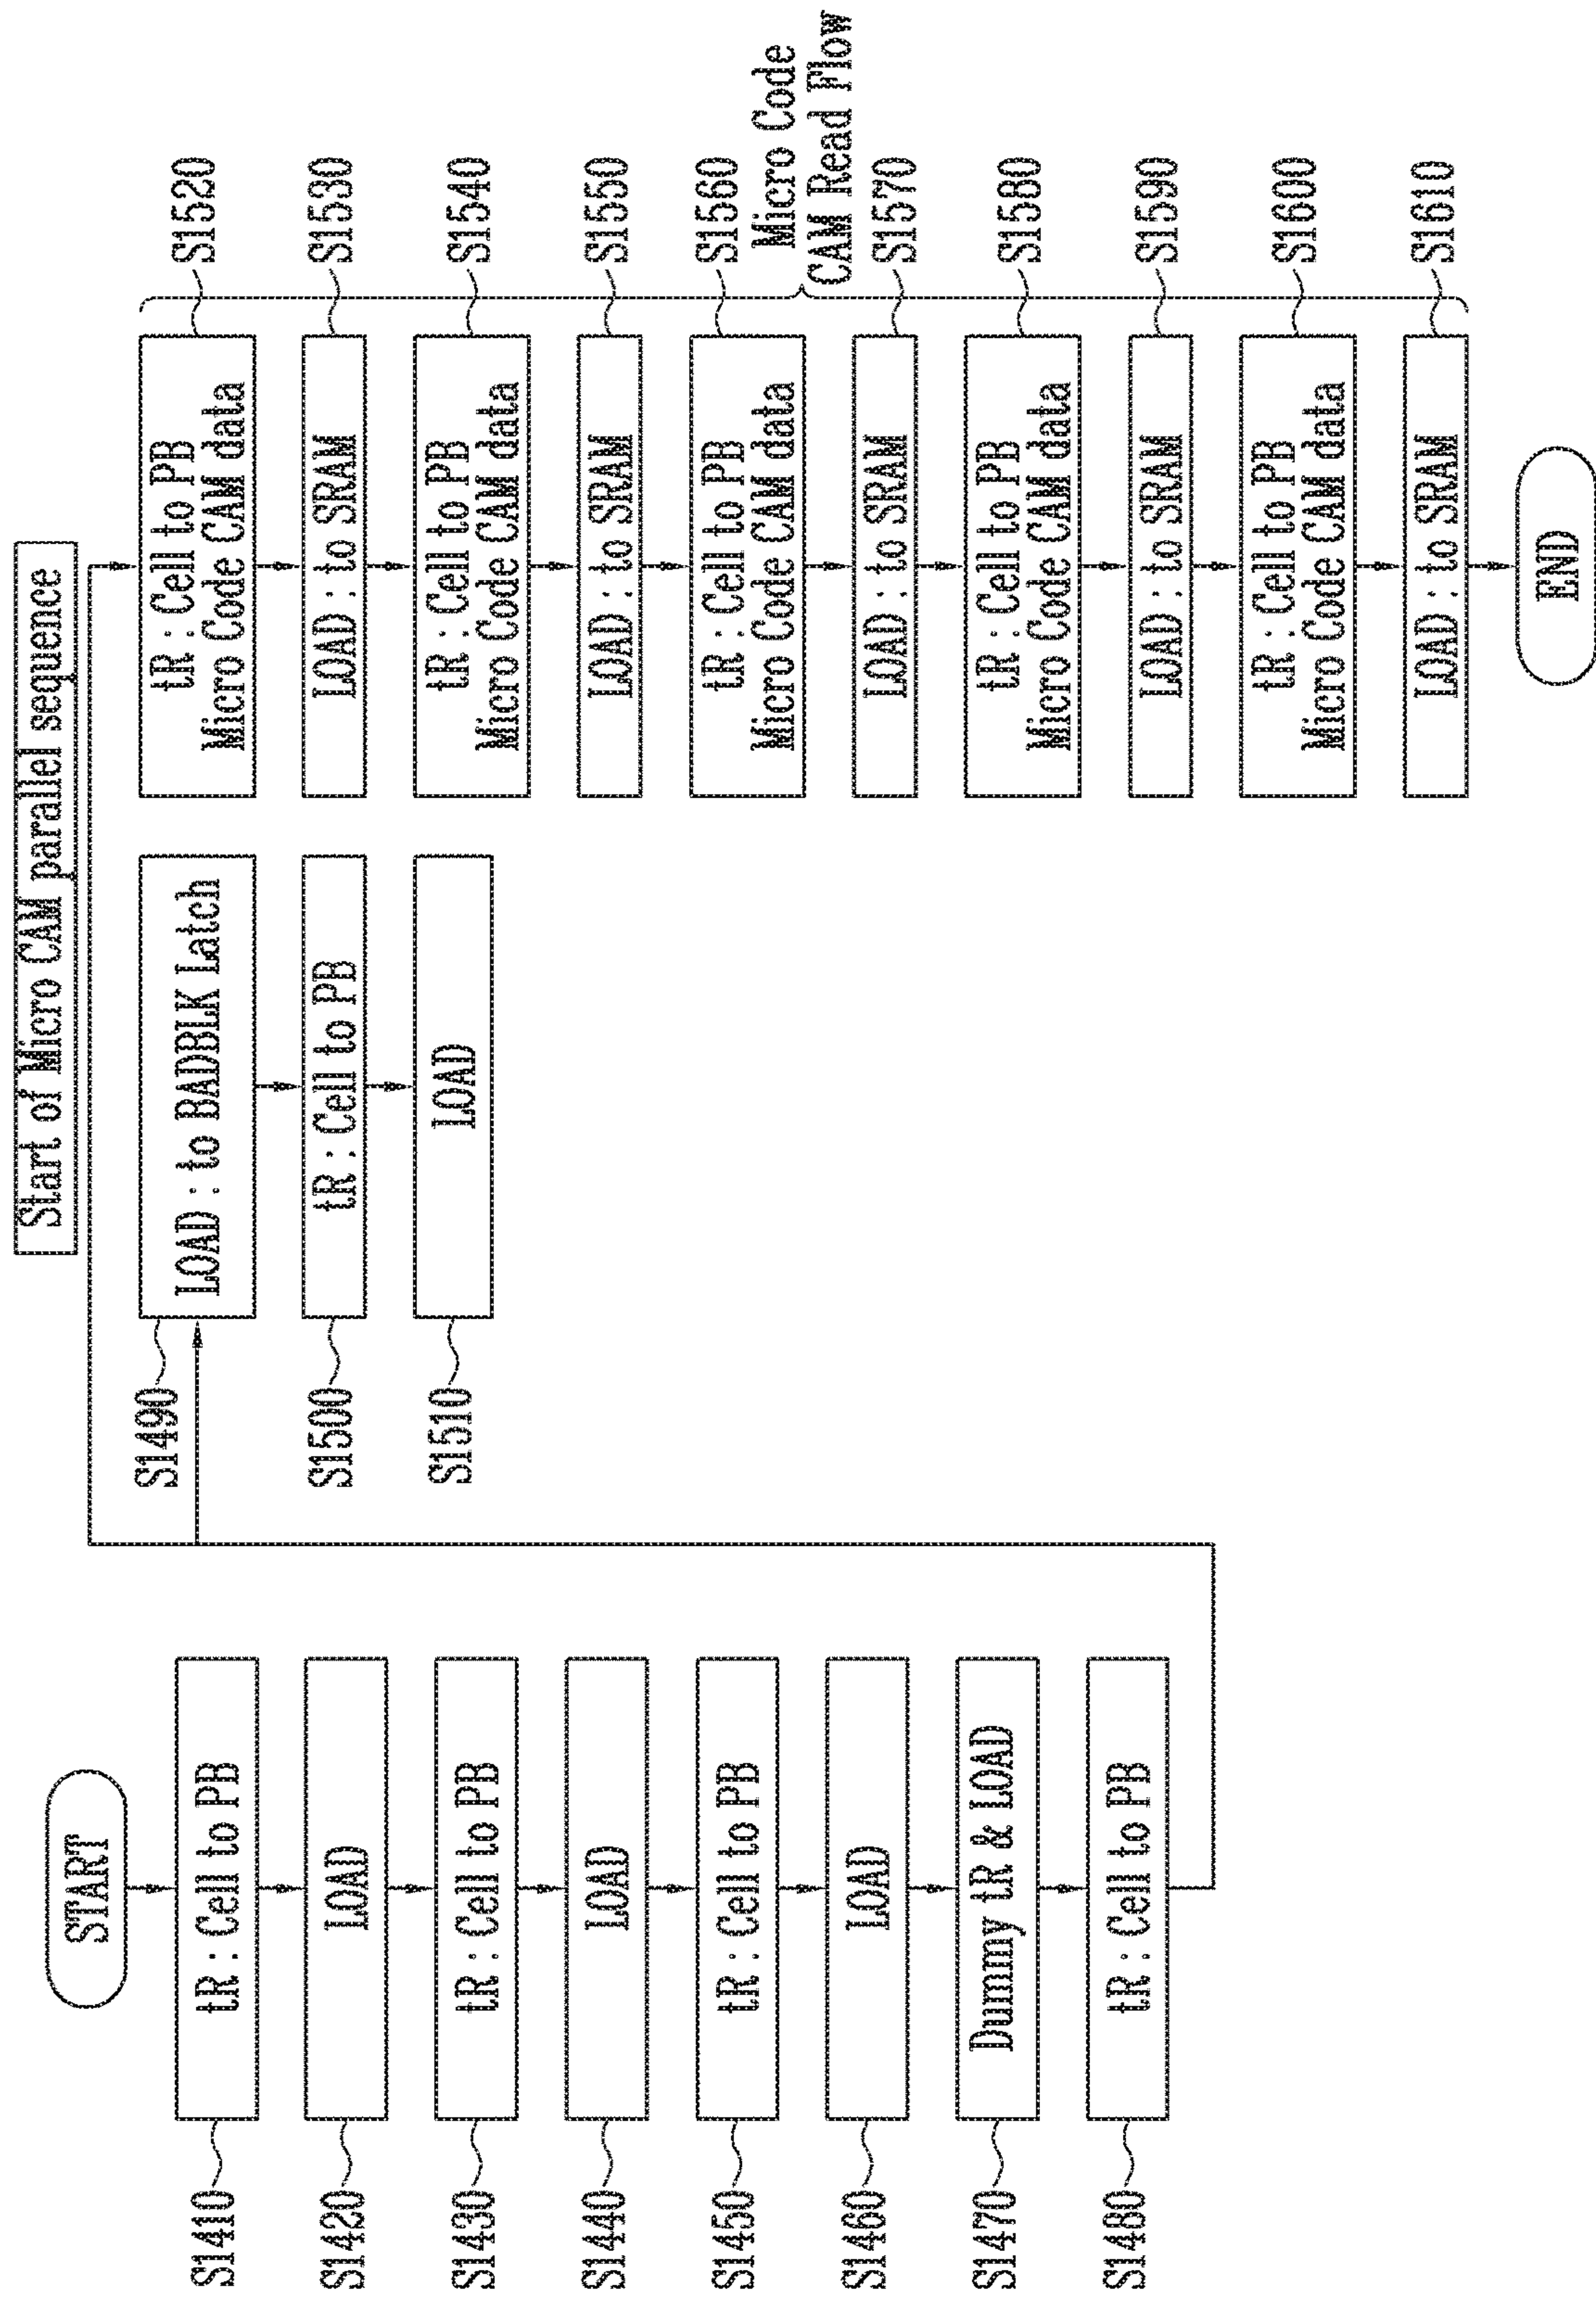 START
S1410
tR : Cell to PB
S1420
LOAD
S1430
tR : Cell to PB
S1440
LOAD
S1450
tR : Cell to PB
S1460
LOAD
S1470
Dummy tR & LOAD
S1480
tR : Cell to PB
Start of Micro CAM parallel sequence
S1490
LOAD : to BADBLK Latch
S1500
tR : Cell to PB
S1510
LOAD
tR : Cell to PB
Micro Code CAM data
S1520
LOAD : to SRAM
S1530
tR : Cell to PB
Micro Code CAM data
S1540
LOAD : to SRAM
S1550
tR : Cell to PB
Micro Code CAM data
S1560
Micro Code
CAM Read Flow
LOAD : to SRAM
S1570
tR : Cell to PB
Micro Code CAM data
S1580
LOAD : to SRAM
S1590
tR : Cell to PB
Micro Code CAM data
S1600
LOAD : to SRAM
S1610
END